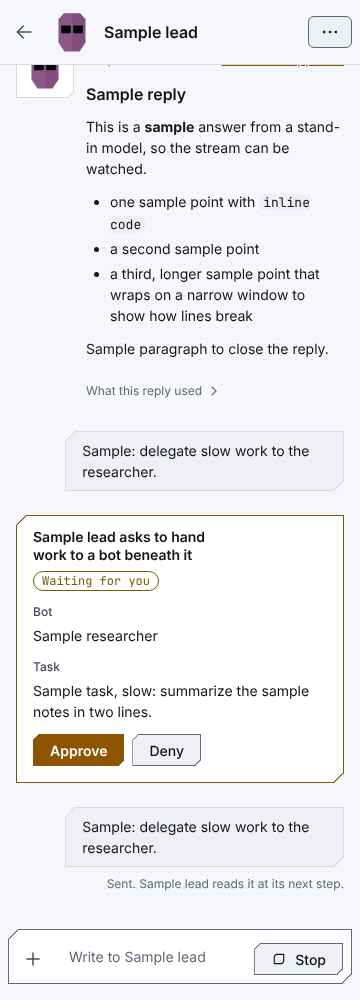 Sample lead
Sample reply
This is a sample answer from a stand-
in model, so the stream can be
watched.
one sample point with inline
code
a second sample point
a third, longer sample point that
wraps on a narrow window to
show how lines break
Sample paragraph to close the reply.
What this reply used
Sample: delegate slow work to the
researcher.
Sample lead asks to hand
work to a bot beneath it
Waiting for you
Bot
Sample researcher
Task
Sample task, slow: summarize the sample
notes in two lines.
Approve
Deny
Sample: delegate slow work to the
researcher.
Sent. Sample lead reads it at its next step.
Write to Sample lead
Stop